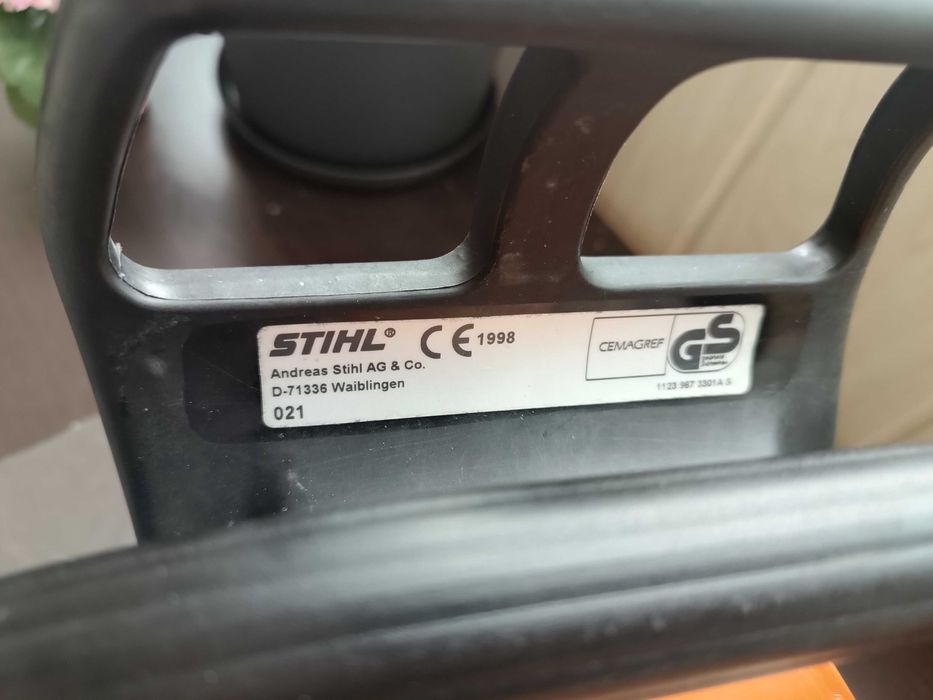 STIHL® CE 1998
Andreas Stihl AG & Co.
D-71336 Waiblingen
021
CEMAGREF
GS
1123 967 3301A S